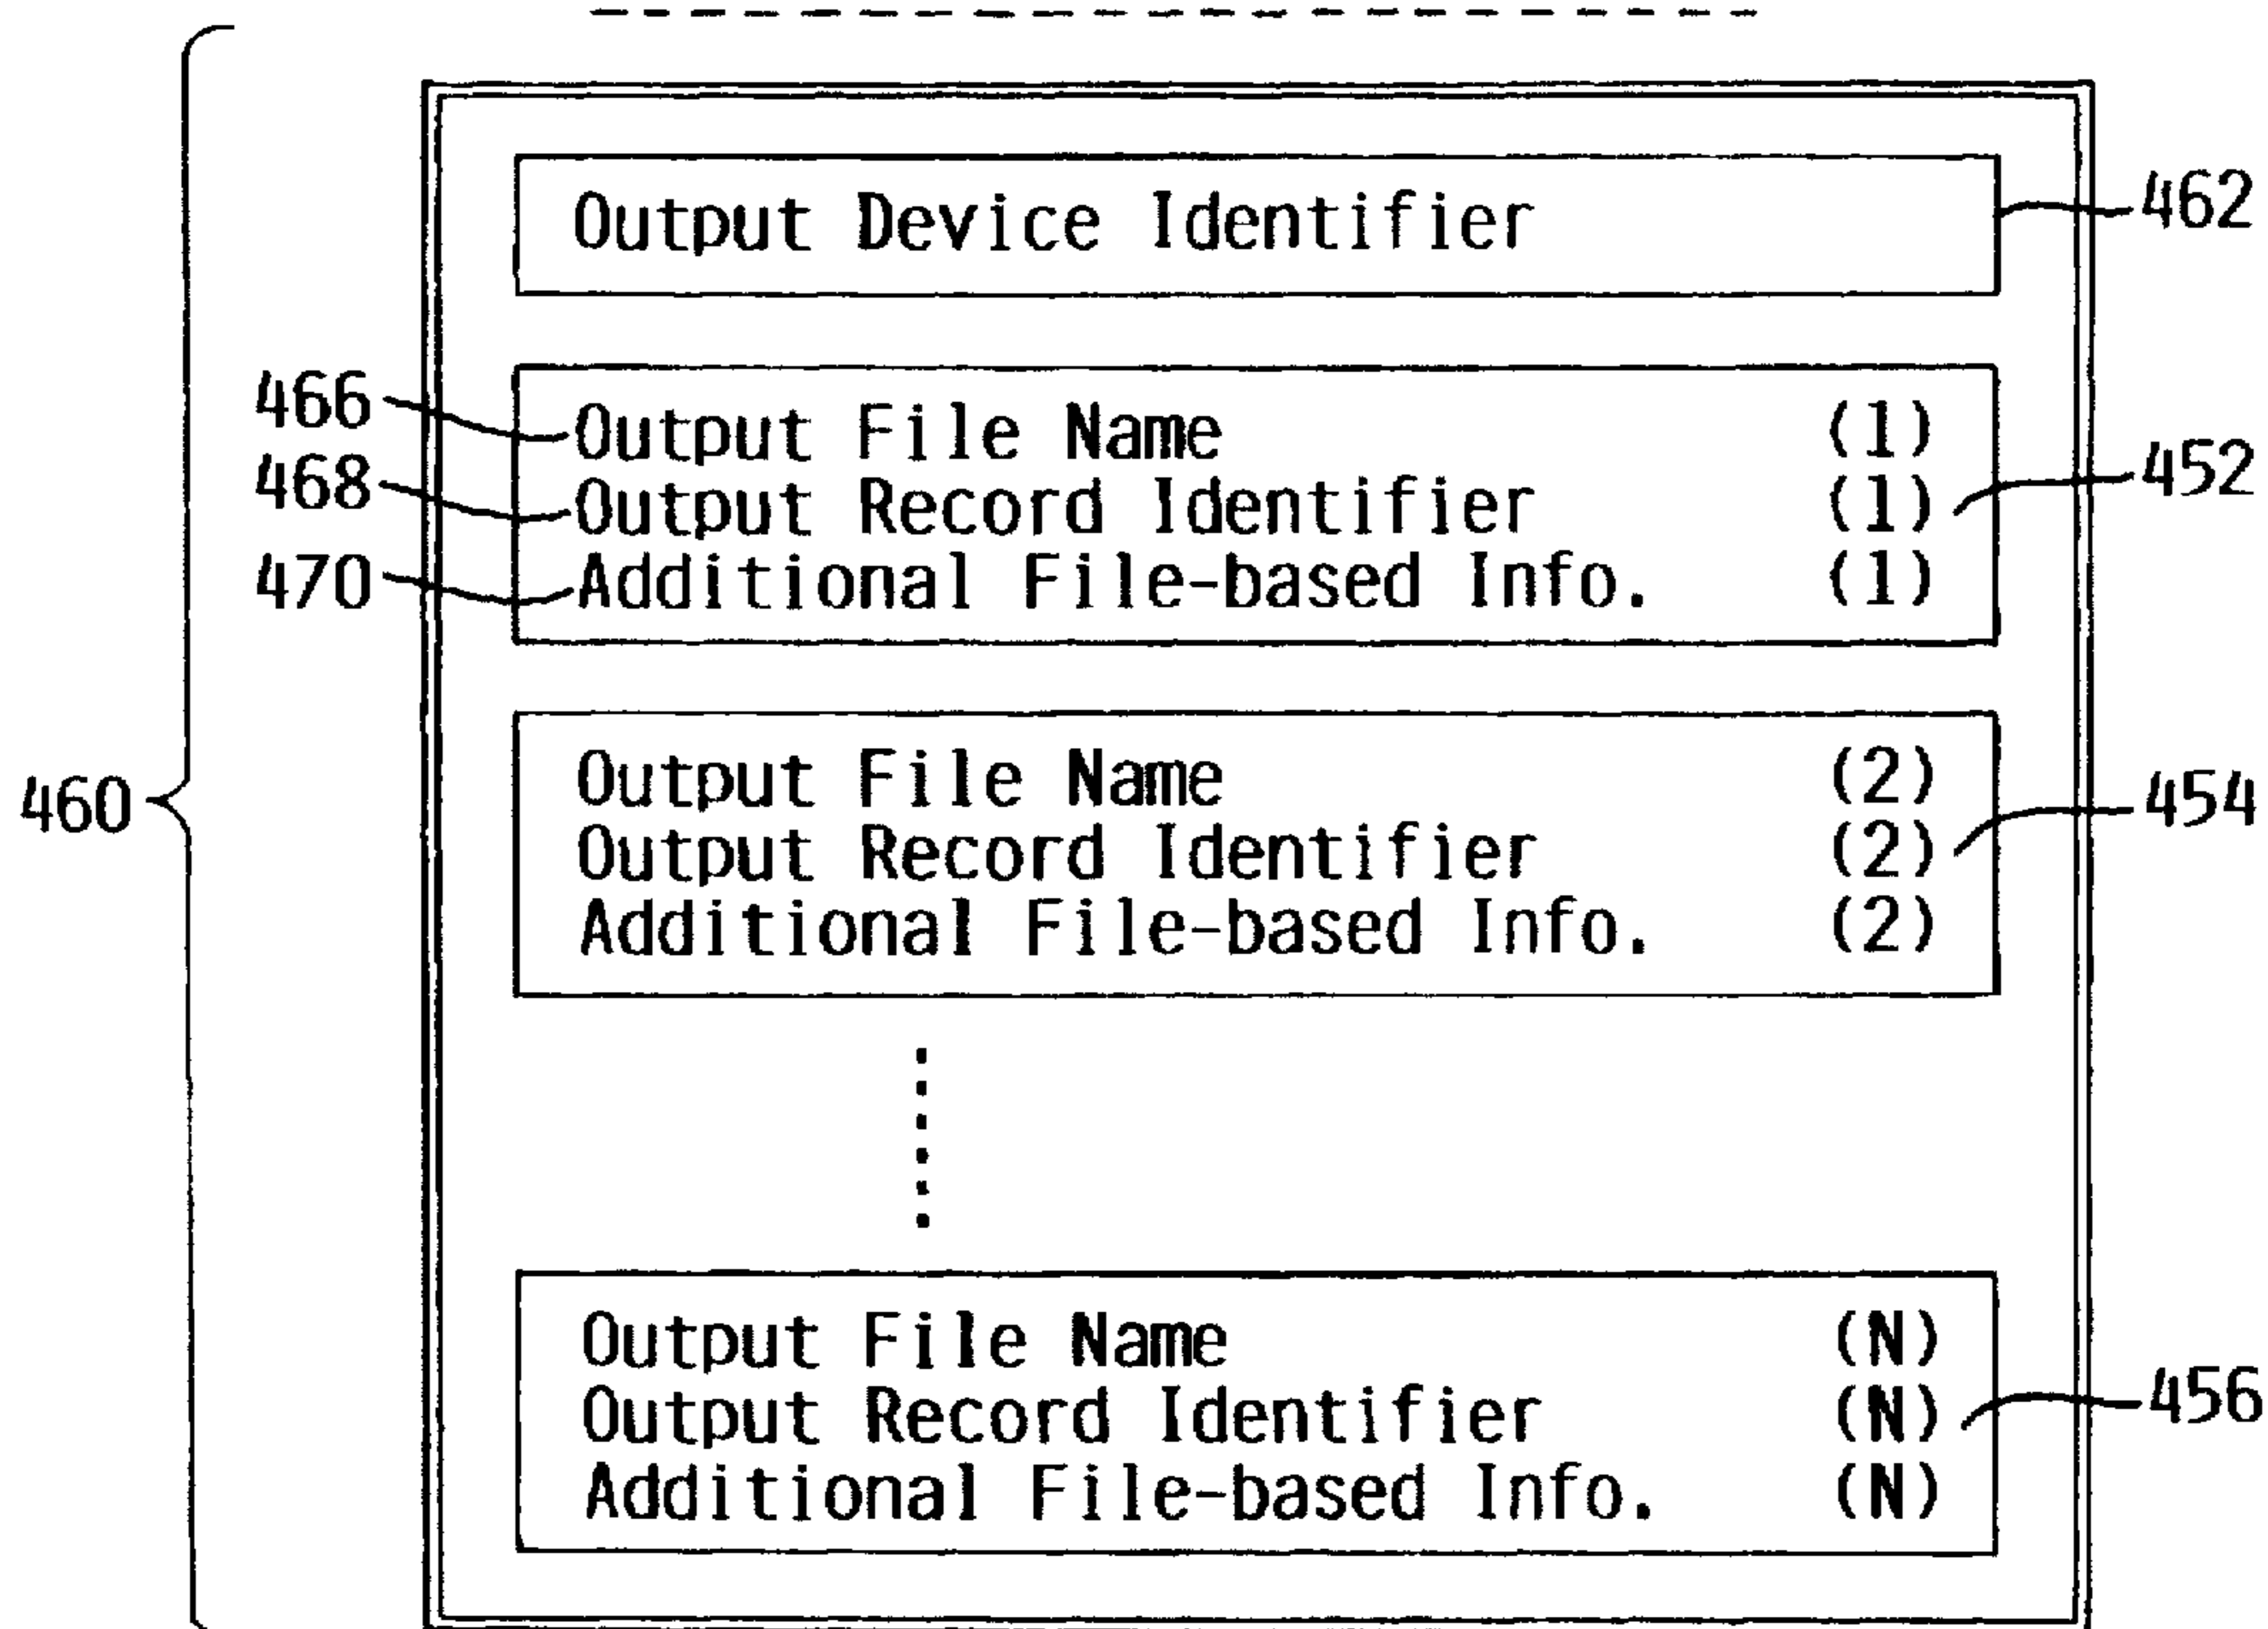 Output Device Identifier 462
466 Output File Name (1)
468 Output Record Identifier (1) 452
470 Additional File-based Info. (1)
Output File Name (2)
460 Output Record Identifier (2) 454
Additional File-based Info. (2)
Output File Name (N)
Output Record Identifier (N) 456
Additional File-based Info. (N)